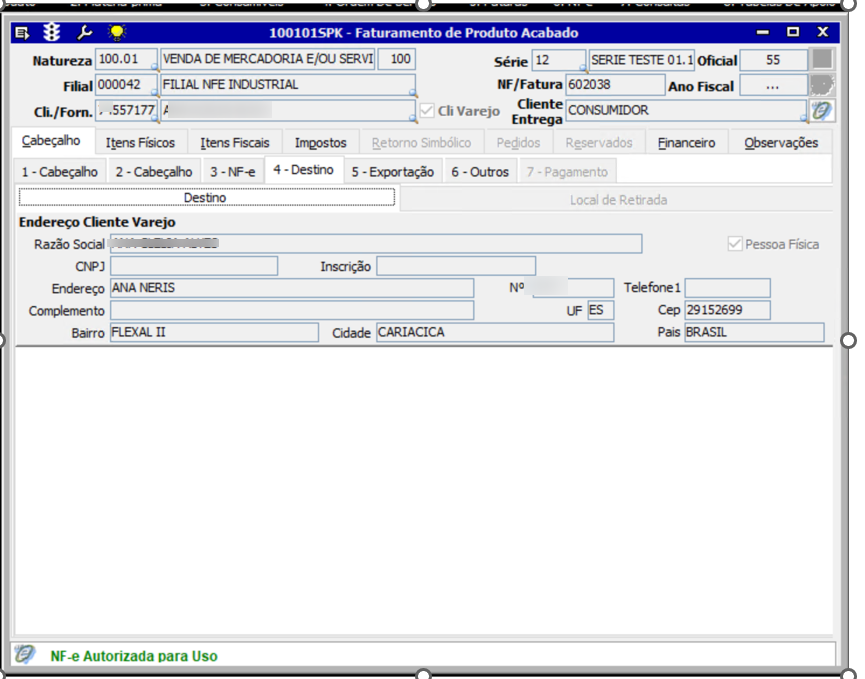 100101SPK - Faturamento de Produto Acabado
Natureza 100.01 VENDA DE MERCADORIA E/OU SERVI 100 Série 12 SERIE TESTE 01.1 Oficial 55
Filial 000042 FILIAL NFE INDUSTRIAL NF/Fatura 602038 Ano Fiscal ...
Cli./Forn. .557177 A Cli Varejo Cliente Entrega CONSUMIDOR
Cabeçalho Itens Físicos Itens Fiscais Impostos Retorno Simbólico Pedidos Reservados Financeiro Observações
1 - Cabeçalho 2 - Cabeçalho 3 - NF-e 4 - Destino 5 - Exportação 6 - Outros 7 - Pagamento
Destino Local de Retirada
Endereço Cliente Varejo
Razão Social Pessoa Física
CNPJ Inscrição
Endereço ANA NERIS Nº Telefone1
Complemento UF ES Cep 29152699
Bairro FLEXAL II Cidade CARIACICA Pais BRASIL
NF-e Autorizada para Uso